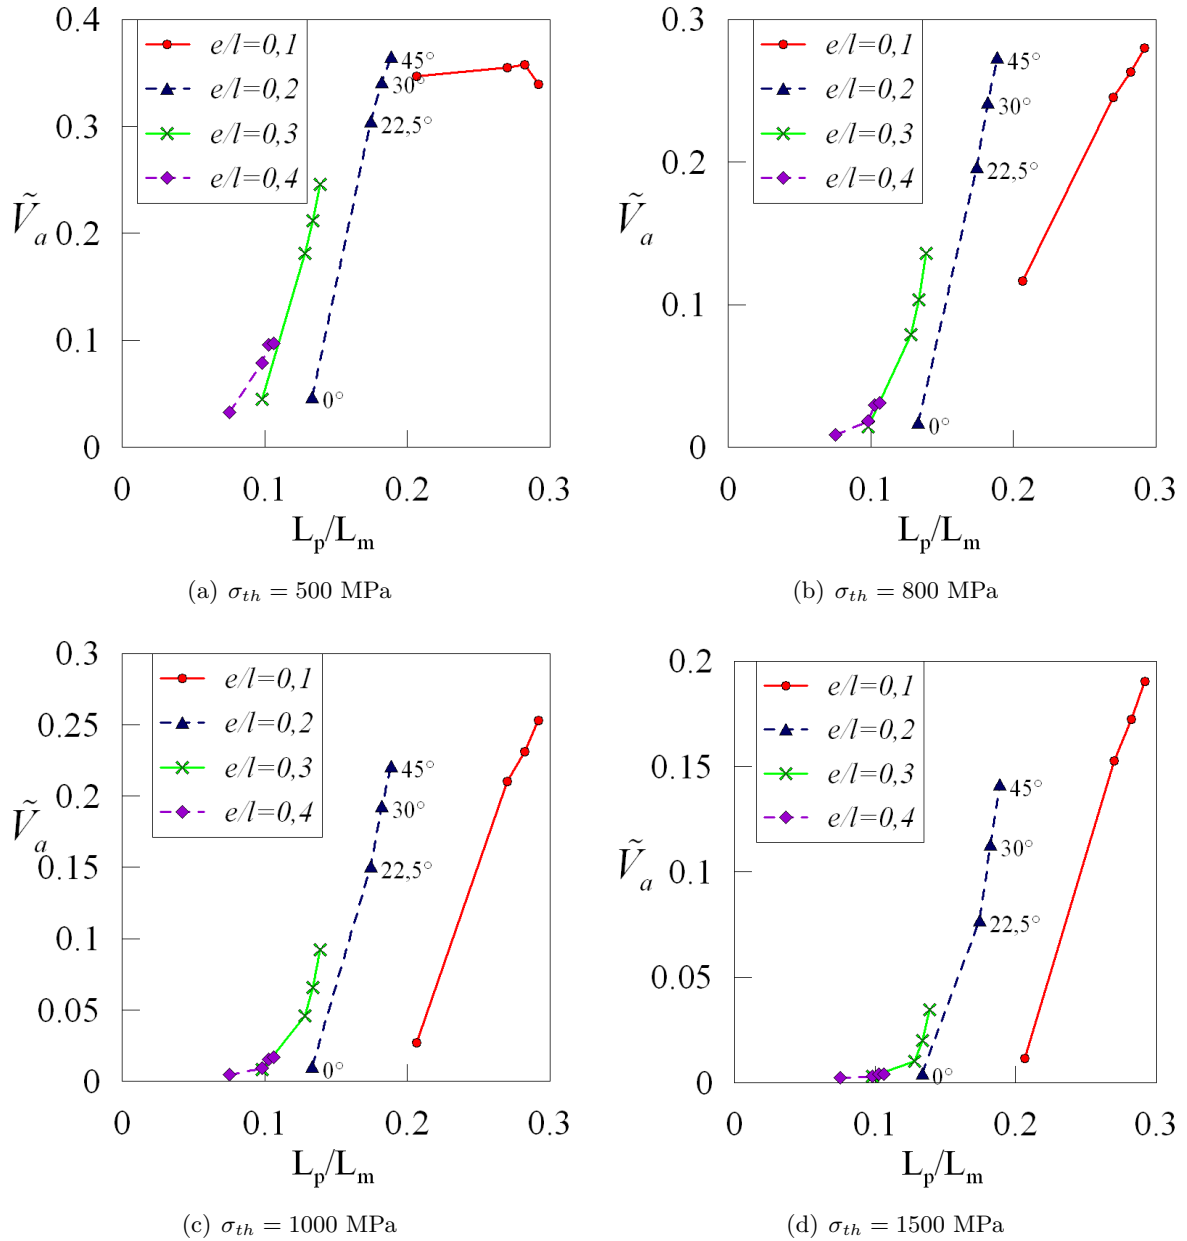 0.4
0.3
0.2
0.1
0
Ṽa
e/l=0,1
e/l=0,2
e/l=0,3
e/l=0,4
45°
30°
22,5°
0°
0 0.1 0.2 0.3
Lp/Lm
(a) σth = 500 MPa
0.3
0.2
0.1
0
Ṽa
e/l=0,1
e/l=0,2
e/l=0,3
e/l=0,4
45°
30°
22,5°
0°
0 0.1 0.2 0.3
Lp/Lm
(b) σth = 800 MPa
0.3
0.25
0.2
0.15
0.1
0.05
0
Ṽa
e/l=0,1
e/l=0,2
e/l=0,3
e/l=0,4
45°
30°
22,5°
0°
0 0.1 0.2 0.3
Lp/Lm
(c) σth = 1000 MPa
0.2
0.15
0.1
0.05
0
Ṽa
e/l=0,1
e/l=0,2
e/l=0,3
e/l=0,4
45°
30°
22,5°
0°
0 0.1 0.2 0.3
Lp/Lm
(d) σth = 1500 MPa